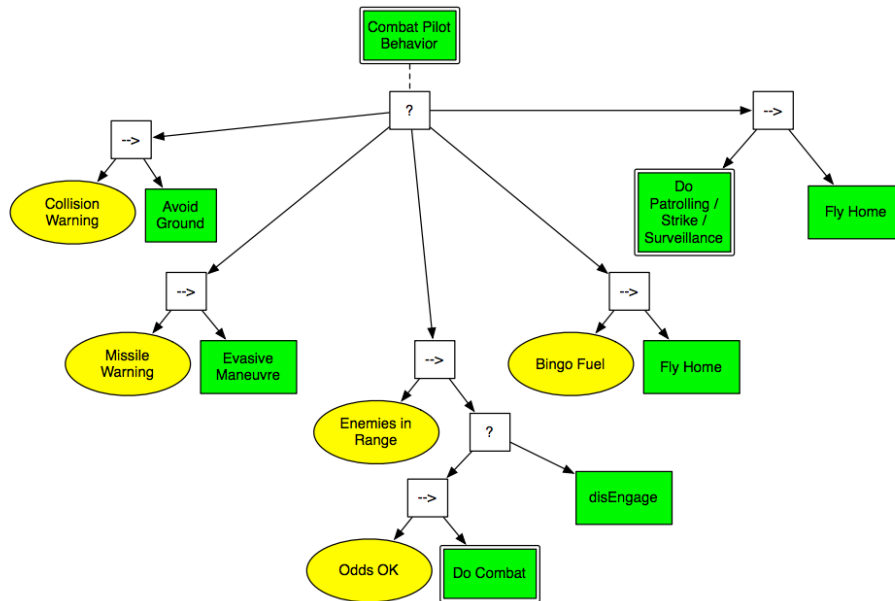 Combat Pilot
Behavior
?
-->
-->
Collision
Warning
Avoid
Ground
Do
Patrolling /
Strike /
Surveillance
Fly Home
-->
-->
Missile
Warning
Evasive
Maneuvre
-->
Bingo Fuel
Fly Home
Enemies in
Range
?
-->
disEngage
Odds OK
Do Combat